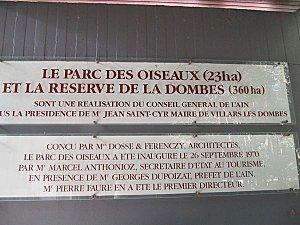 LE PARC DES OISEAUX (23ha)
ET LA RESERVE DE LA DOMBES (360ha)
SONT UNE REALISATION DU CONSEIL GENERAL DE L'AIN
US LA PRESIDENCE DE Mr JEAN SAINT-CYR MAIRE DE VILLARS LES DOMBES
CONCU PAR Mrs DOSSE & FERENCZY, ARCHITECTES,
LE PARC DES OISEAUX A ETE INAUGURE LE 26 SEPTEMBRE 1970
PAR Mr MARCEL ANTHONIOZ, SECRETAIRE D'ETAT AU TOURISME,
EN PRESENCE DE Mr GEORGES DUPOIZAT, PREFET DE L'AIN.
Mr PIERRE FAURE EN A ETE LE PREMIER DIRECTEUR.